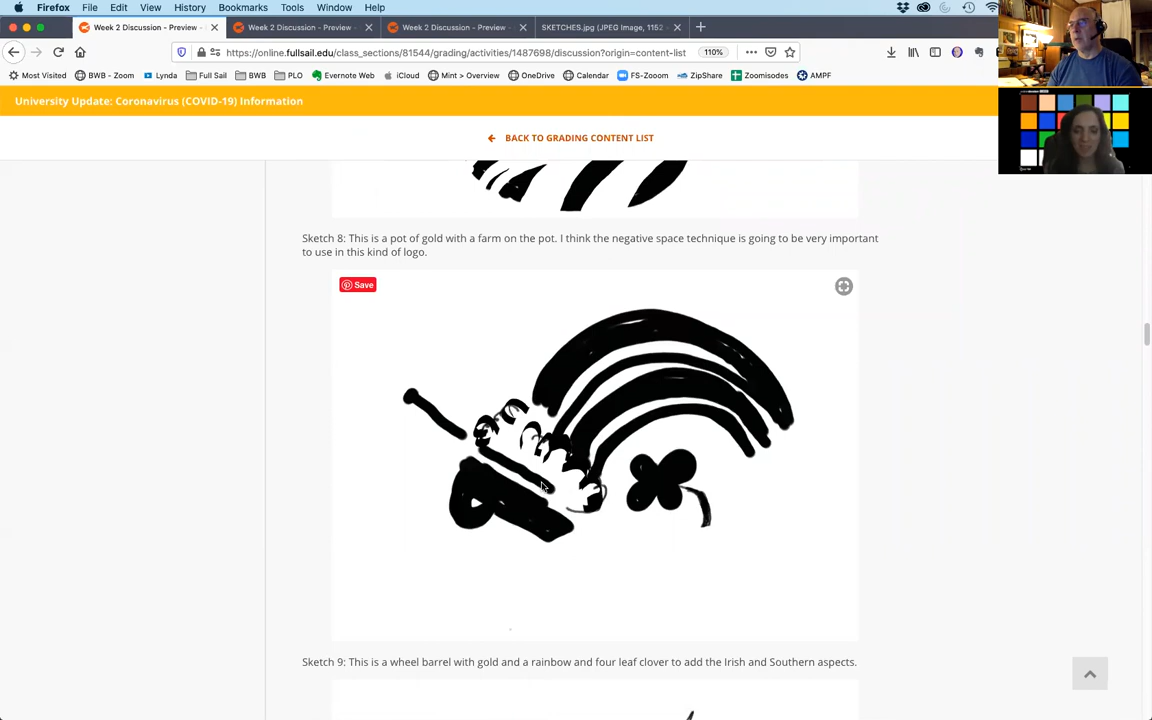 Firefox File Edit View History Bookmarks Tools Window Help
Week 2 Discussion - Preview - Week 2 Discussion - Preview - Week 2 Discussion - Preview - SKETCHES.jpg (JPEG Image, 1152
https://online.fullsail.edu/class_sections/81544/grading/activities/1487698/discussion?origin=content-list 110%
Most Visited BWB - Zoom Lynda Full Sail BWB PLO Evernote Web iCloud Mint > Overview OneDrive Calendar FS-Zooom ZipShare Zoomisodes AMPF
University Update: Coronavirus (COVID-19) Information
BACK TO GRADING CONTENT LIST
Sketch 8: This is a pot of gold with a farm on the pot. I think the negative space technique is going to be very important
to use in this kind of logo.
Save
Sketch 9: This is a wheel barrel with gold and a rainbow and four leaf clover to add the Irish and Southern aspects.